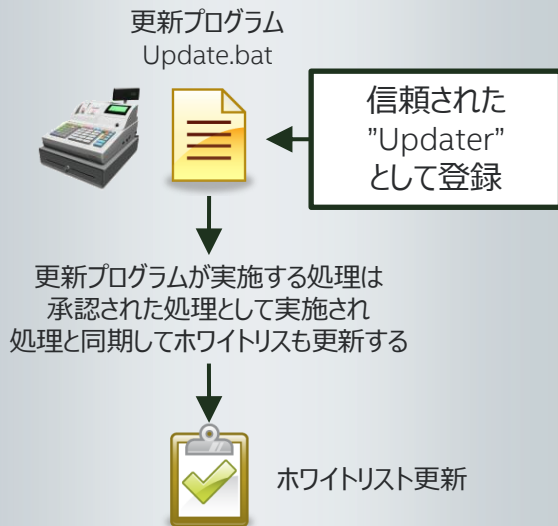 更新プログラム
Update.bat
信頼された
”Updater”
として登録
更新プログラムが実施する処理は
承認された処理として実施され
処理と同期してホワイトリスも更新する
ホワイトリスト更新